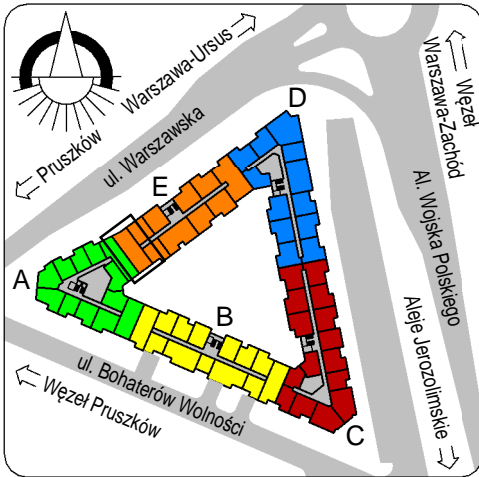 Warszawa-Ursus
Pruszków
ul. Warszawska
Węzeł
Warszawa-Zachód
Al. Wojska Polskiego
Aleje Jerozolimskie
D
E
A
B
C
ul. Bohaterów Wolności
Węzeł Pruszków